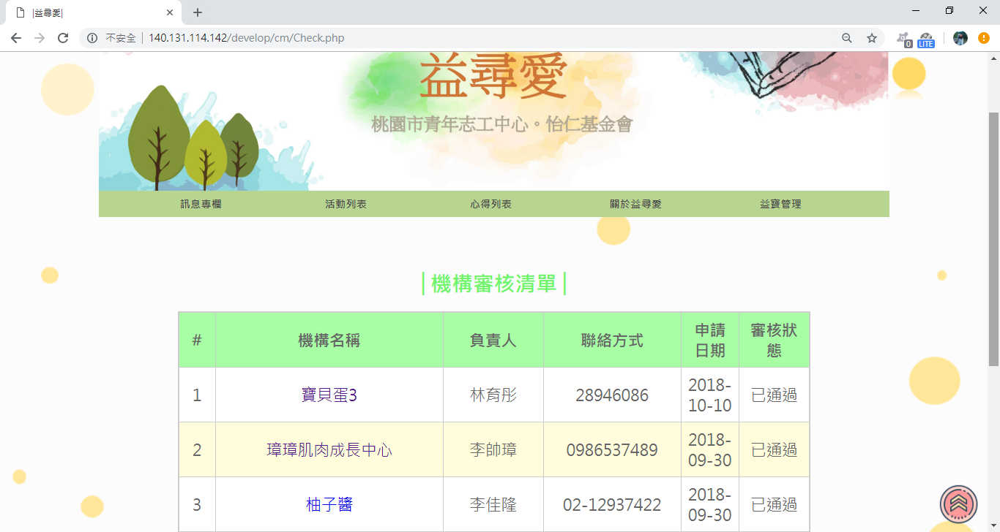 |益尋愛|
不安全 | 140.131.114.142/develop/cm/Check.php
0
LITE
益尋愛
桃園市青年志工中心。怡仁基金會
訊息專欄 活動列表 心得列表 關於益尋愛 益寶管理
| 機構審核清單 |
# 機構名稱 負責人 聯絡方式 申請日期 審核狀態
1 寶貝蛋3 林育彤 28946086 2018-10-10 已通過
2 璋璋肌肉成長中心 李帥璋 0986537489 2018-09-30 已通過
3 柚子醬 李佳隆 02-12937422 2018-09-30 已通過